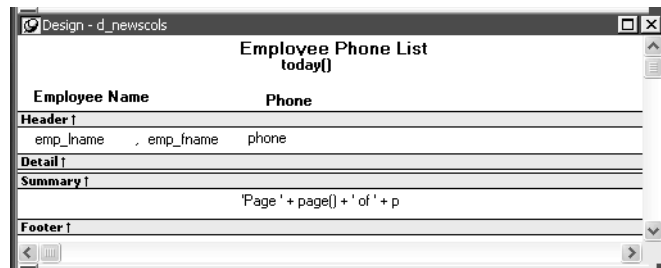 Design - d_newscols
Employee Phone List
today()
Employee Name Phone
Header ↑
emp_lname , emp_fname phone
Detail ↑
Summary ↑
'Page ' + page() + ' of ' + p
Footer ↑